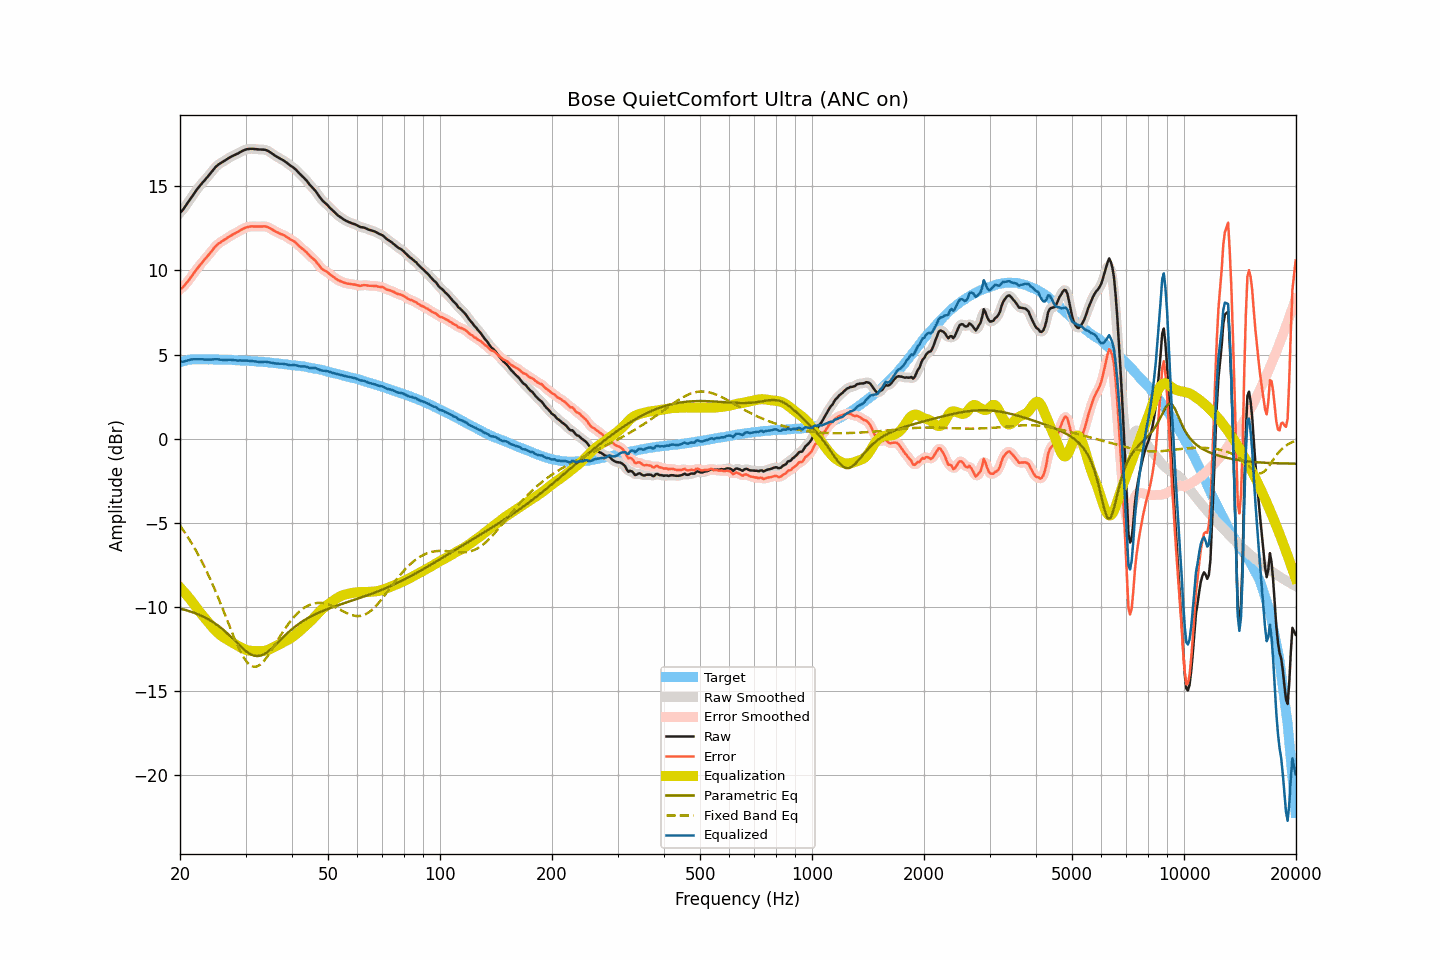 Bose QuietComfort Ultra (ANC on)
Amplitude (dBr)
15
10
5
0
−5
−10
−15
−20
Target
Raw Smoothed
Error Smoothed
Raw
Error
Equalization
Parametric Eq
Fixed Band Eq
Equalized
20 50 100 200 500 1000 2000 5000 10000 20000
Frequency (Hz)